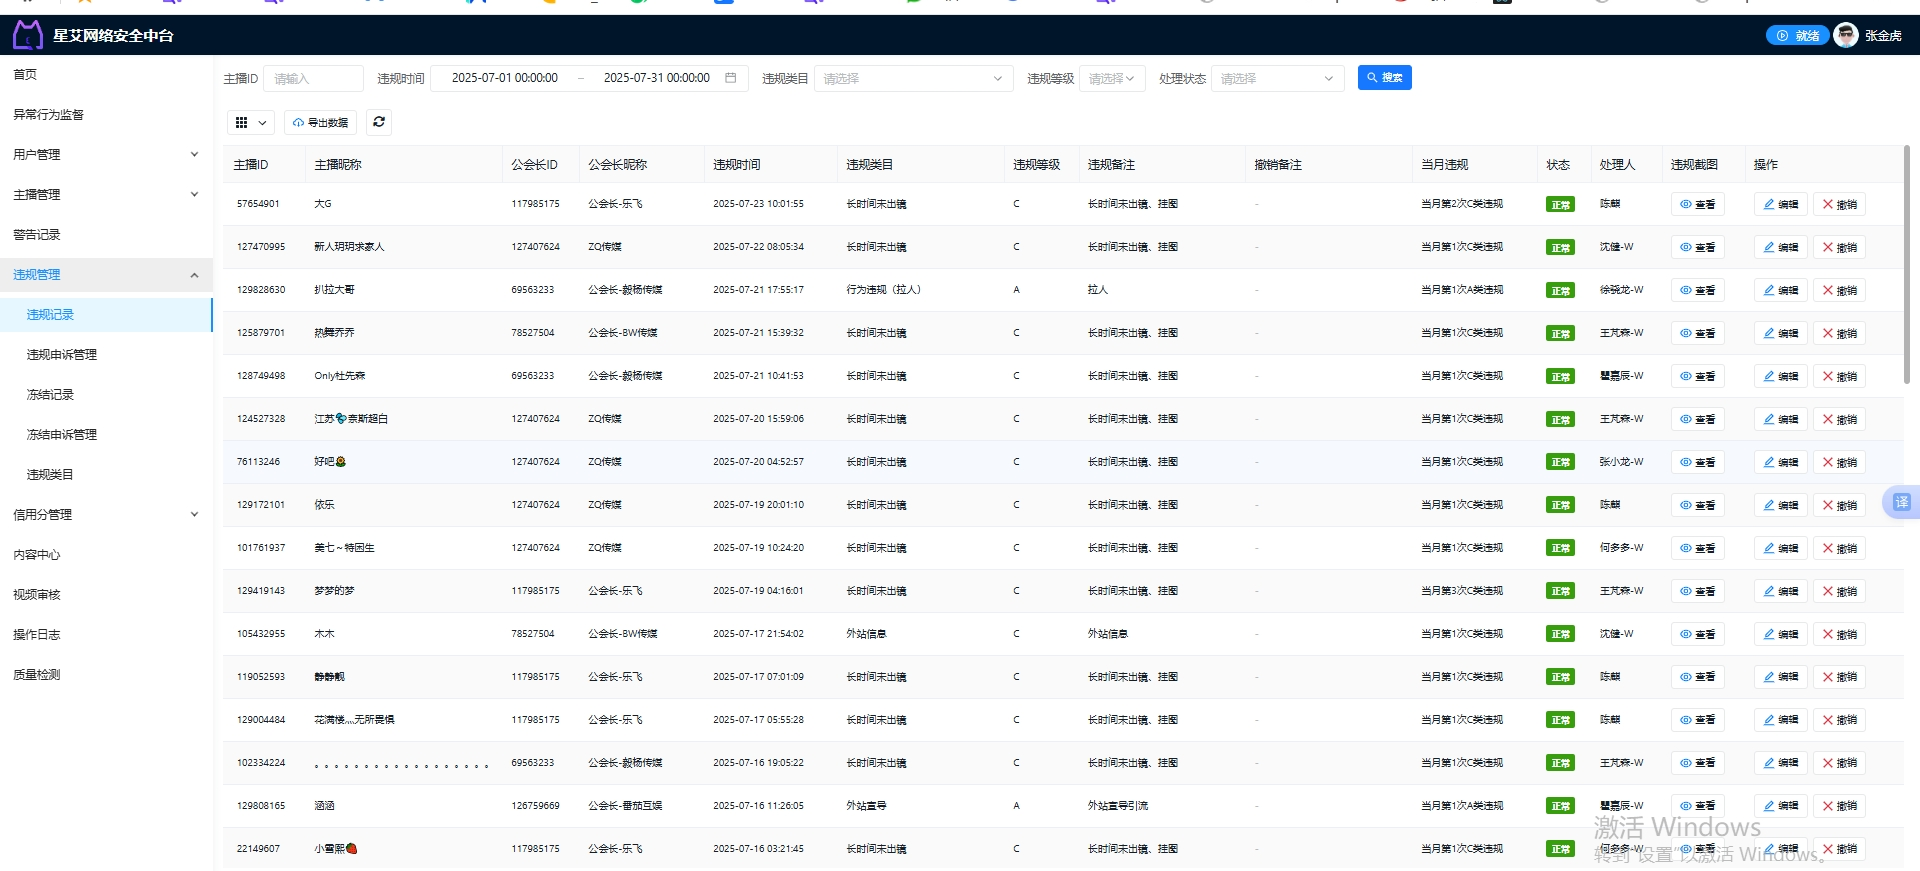 星艾网络安全中台
就绪 张金虎
首页
异常行为监督
用户管理
主播管理
警告记录
违规管理
违规记录
违规申诉管理
冻结记录
冻结申诉管理
违规类目
信用分管理
内容中心
视频审核
操作日志
质量检测
主播ID 请输入 违规时间 2025-07-01 00:00:00 – 2025-07-31 00:00:00 违规类目 请选择 违规等级 请选择 处理状态 请选择 搜索
导出数据
主播ID 主播昵称 公会长ID 公会长昵称 违规时间 违规类目 违规等级 违规备注 撤销备注 当月违规 状态 处理人 违规截图 操作
57654901 大G 117985175 公会长-乐飞 2025-07-23 10:01:55 长时间未出镜 C 长时间未出镜、挂图 - 当月第2次C类违规 正常 陈麒 查看 编辑 撤销
127470995 新人玥玥求家人 127407624 ZQ传媒 2025-07-22 08:05:34 长时间未出镜 C 长时间未出镜、挂图 - 当月第1次C类违规 正常 沈健-W 查看 编辑 撤销
129828630 扒拉大哥 69563233 公会长-毅杨传媒 2025-07-21 17:55:17 行为违规（拉人） A 拉人 - 当月第1次A类违规 正常 徐骁龙-W 查看 编辑 撤销
125879701 热舞乔乔 78527504 公会长-BW传媒 2025-07-21 15:39:32 长时间未出镜 C 长时间未出镜、挂图 - 当月第1次C类违规 正常 王芃森-W 查看 编辑 撤销
128749498 Only杜先森 69563233 公会长-毅杨传媒 2025-07-21 10:41:53 长时间未出镜 C 长时间未出镜、挂图 - 当月第1次C类违规 正常 瞿嘉辰-W 查看 编辑 撤销
124527328 江苏奈斯超白 127407624 ZQ传媒 2025-07-20 15:59:06 长时间未出镜 C 长时间未出镜、挂图 - 当月第1次C类违规 正常 王芃森-W 查看 编辑 撤销
76113246 好吧🌻 127407624 ZQ传媒 2025-07-20 04:52:57 长时间未出镜 C 长时间未出镜、挂图 - 当月第1次C类违规 正常 张小龙-W 查看 编辑 撤销
129172101 依乐 127407624 ZQ传媒 2025-07-19 20:01:10 长时间未出镜 C 长时间未出镜、挂图 - 当月第1次C类违规 正常 陈麒 查看 编辑 撤销
译
101761937 美七～特困生 127407624 ZQ传媒 2025-07-19 10:24:20 长时间未出镜 C 长时间未出镜、挂图 - 当月第1次C类违规 正常 何多多-W 查看 编辑 撤销
129419143 梦梦的梦 117985175 公会长-乐飞 2025-07-19 04:16:01 长时间未出镜 C 长时间未出镜、挂图 - 当月第3次C类违规 正常 王芃森-W 查看 编辑 撤销
105432955 木木 78527504 公会长-BW传媒 2025-07-17 21:54:02 外站信息 C 外站信息 - 当月第1次C类违规 正常 沈健-W 查看 编辑 撤销
119052593 静静靓 117985175 公会长-乐飞 2025-07-17 07:01:09 长时间未出镜 C 长时间未出镜、挂图 - 当月第1次C类违规 正常 陈麒 查看 编辑 撤销
129004484 花满楼灬无所畏惧 117985175 公会长-乐飞 2025-07-17 05:55:28 长时间未出镜 C 长时间未出镜、挂图 - 当月第1次C类违规 正常 陈麒 查看 编辑 撤销
102334224 。。。。。。。。。。。。。。。。。。 69563233 公会长-毅杨传媒 2025-07-16 19:05:22 长时间未出镜 C 长时间未出镜、挂图 - 当月第1次C类违规 正常 王芃森-W 查看 编辑 撤销
129808165 涵涵 126759669 公会长-番茄互娱 2025-07-16 11:26:05 外站宣导 A 外站宣导引流 - 当月第1次A类违规 正常 瞿嘉辰-W 查看 编辑 撤销
22149607 小雪熙🍓 117985175 公会长-乐飞 2025-07-16 03:21:45 长时间未出镜 C 长时间未出镜、挂图 - 当月第1次C类违规 正常 何多多-W 查看 编辑 撤销
激活 Windows
转到“设置”以激活 Windows。